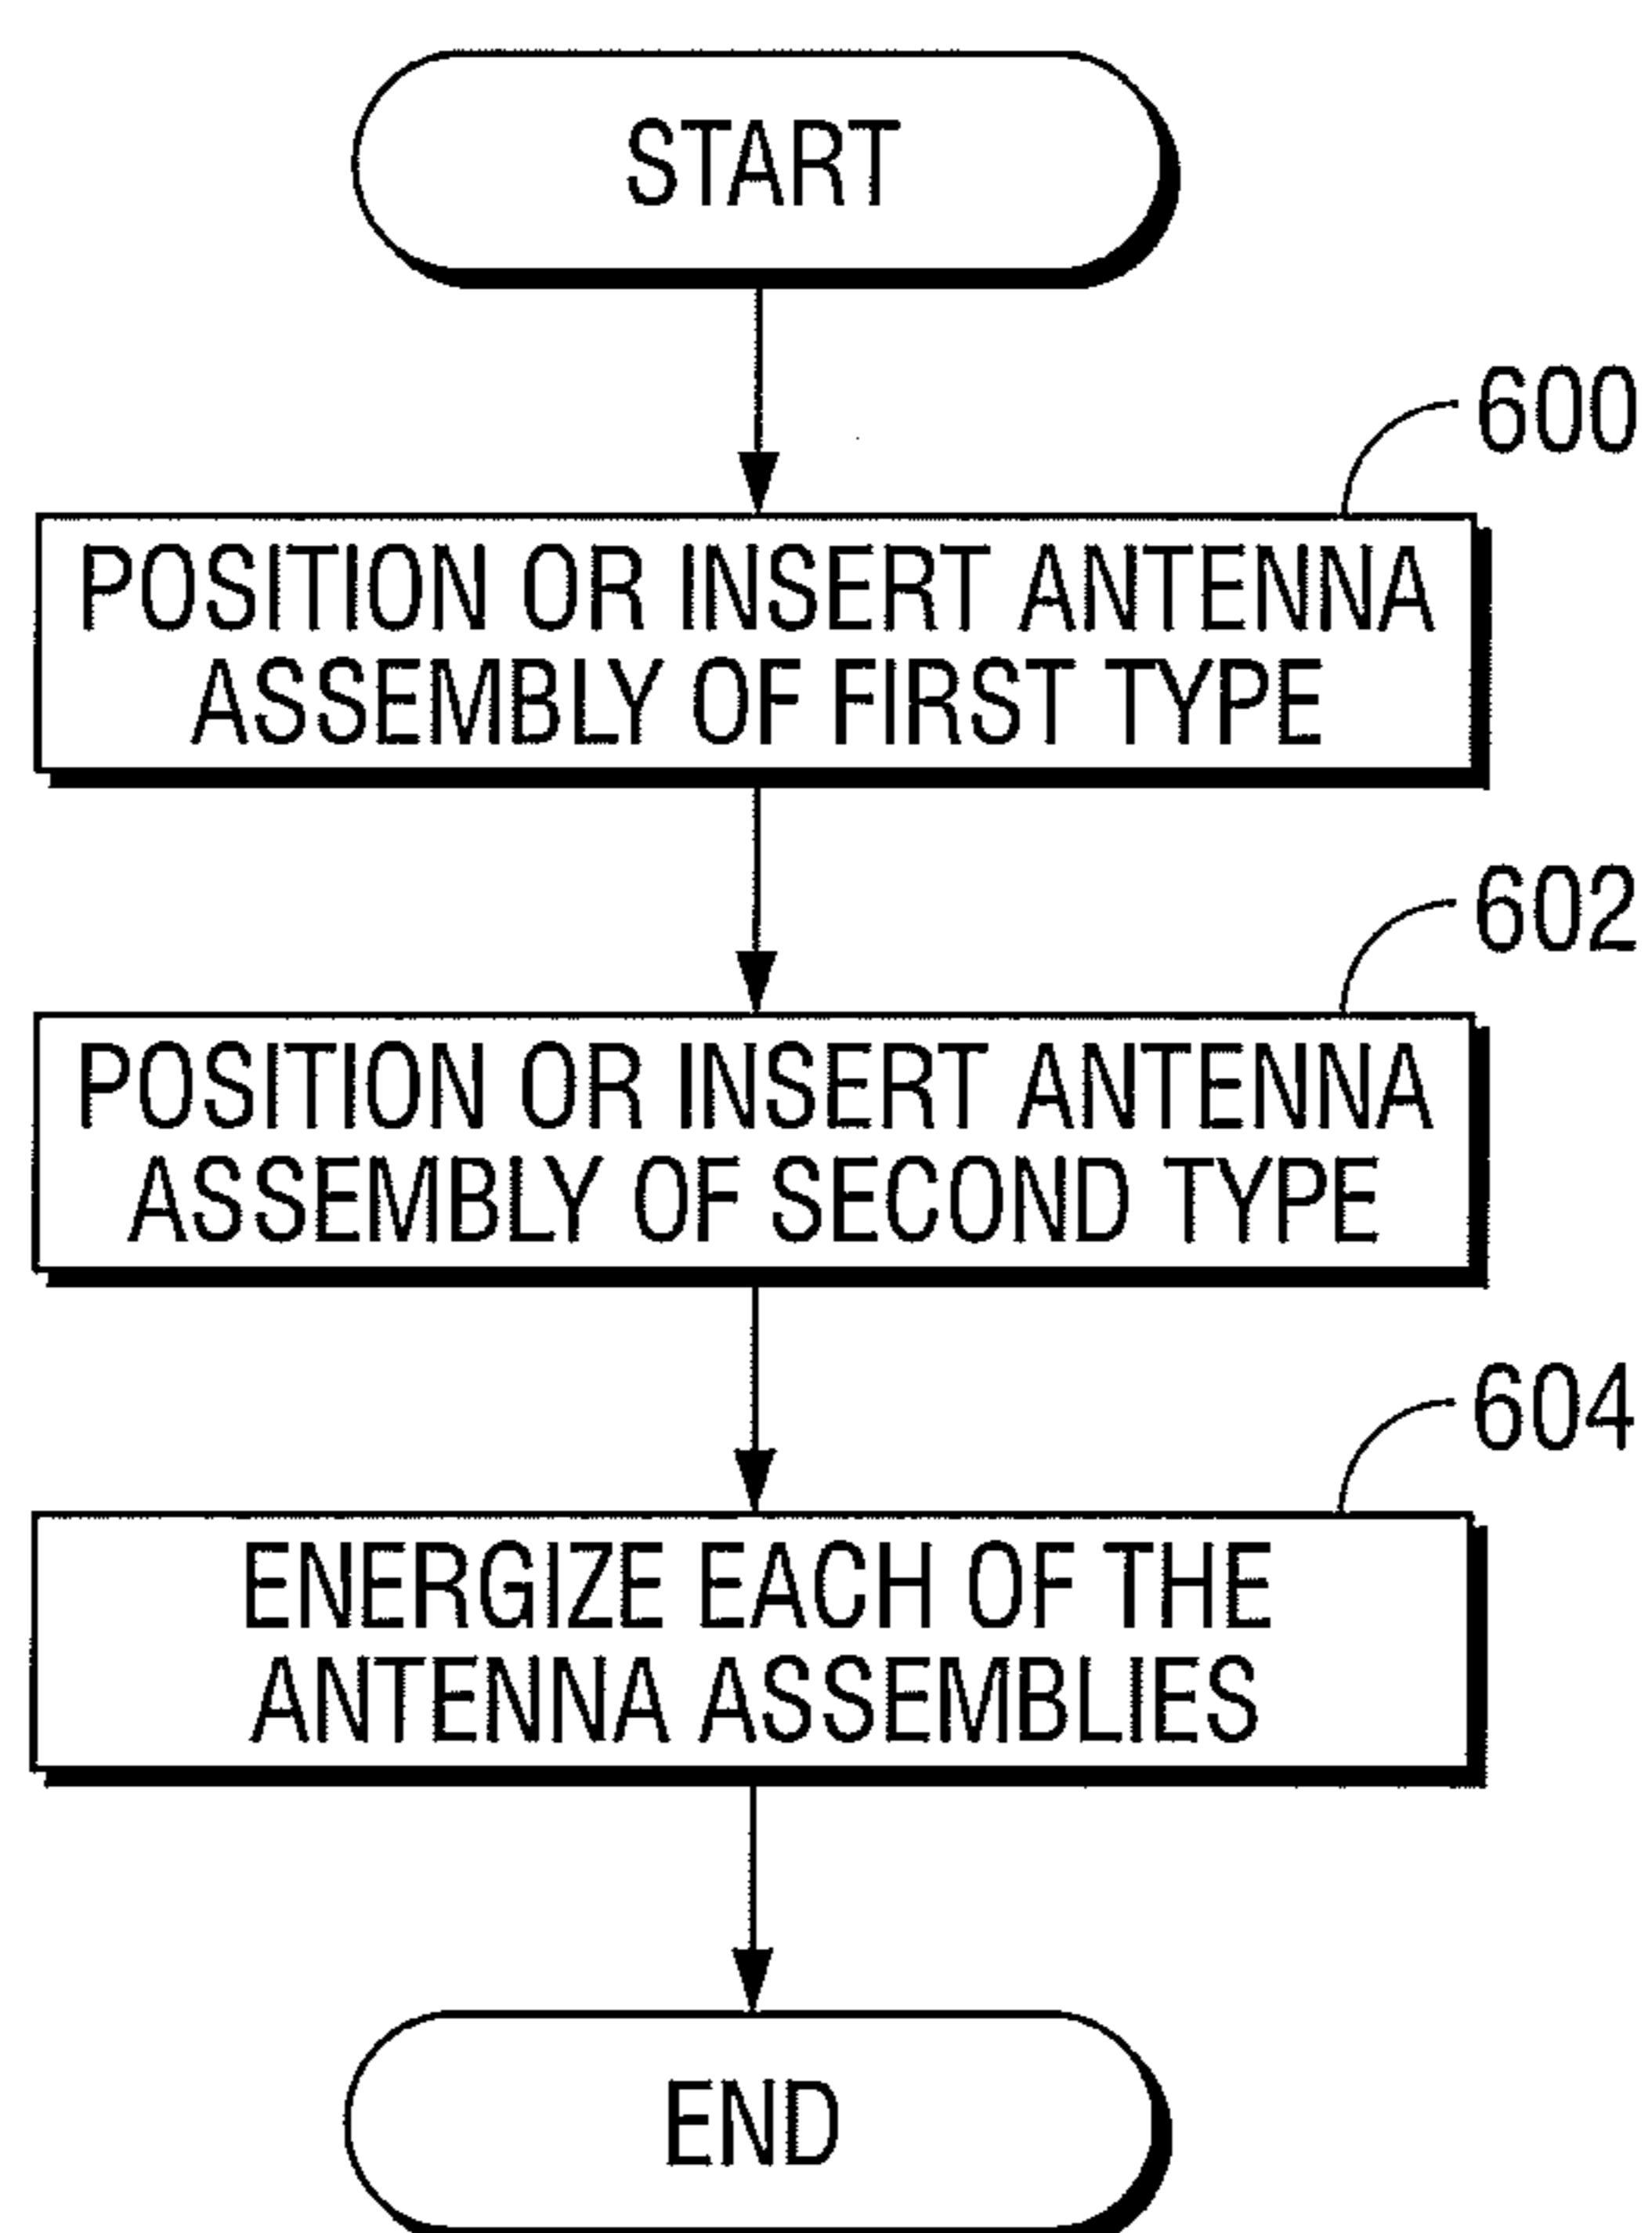 START
600
POSITION OR INSERT ANTENNA
ASSEMBLY OF FIRST TYPE
602
POSITION OR INSERT ANTENNA
ASSEMBLY OF SECOND TYPE
604
ENERGIZE EACH OF THE
ANTENNA ASSEMBLIES
END